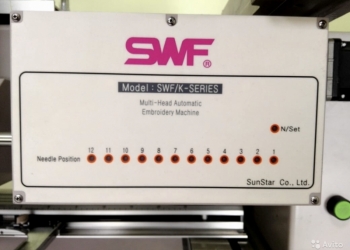 SWF®
Model : SWF/K-SERIES
Multi-Head Automatic
Embroidery Machine
N/Set
12 11 10 9 8 7 6 5 4 3 2 1
Needle Position
SunStar Co., Ltd.
Avito